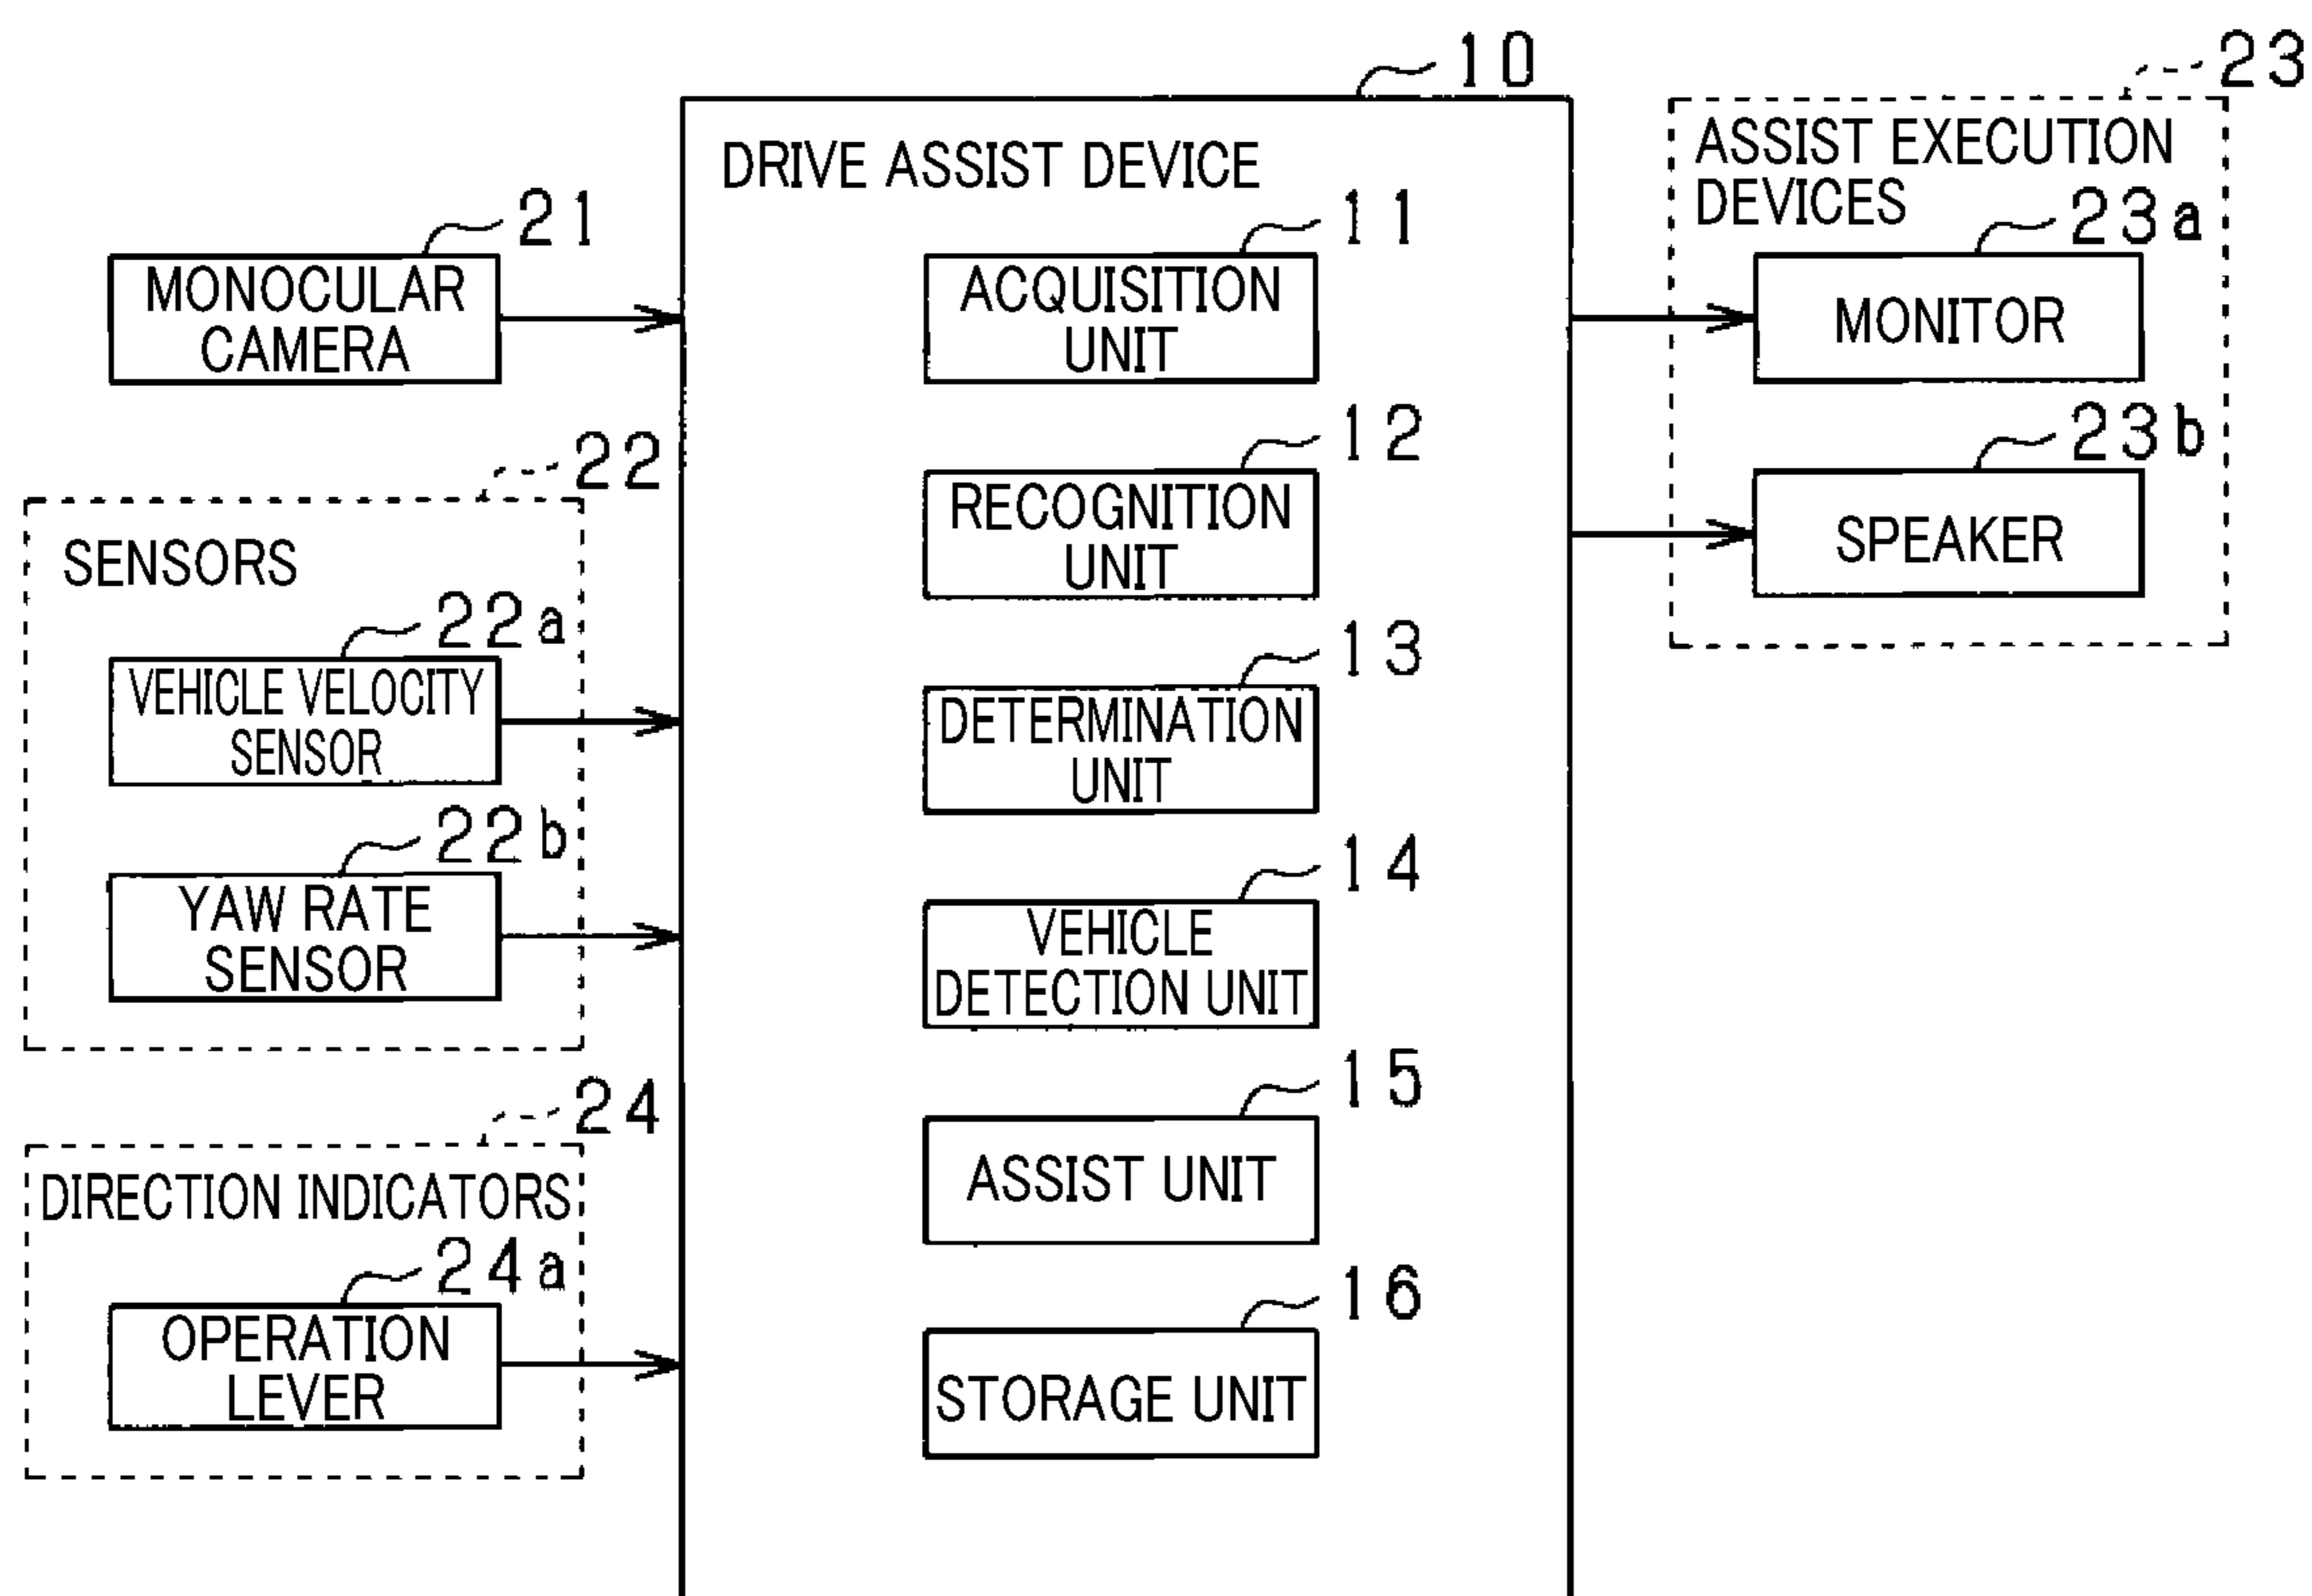 10
DRIVE ASSIST DEVICE
11
ACQUISITION
UNIT
12
RECOGNITION
UNIT
13
DETERMINATION
UNIT
14
VEHICLE
DETECTION UNIT
15
ASSIST UNIT
16
STORAGE UNIT
21
MONOCULAR
CAMERA
22
SENSORS
22a
VEHICLE VELOCITY
SENSOR
22b
YAW RATE
SENSOR
24
DIRECTION INDICATORS
24a
OPERATION
LEVER
23
ASSIST EXECUTION
DEVICES
23a
MONITOR
23b
SPEAKER